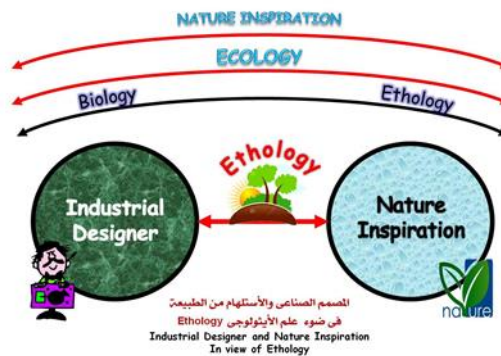 NATURE INSPIRATION
ECOLOGY
Biology
Ethology
Ethology
Industrial
Designer
Nature
Inspiration
nature
المصمم الصناعى والأستلهام من الطبيعة
فى ضوء علم الأيثولوجى Ethology
Industrial Designer and Nature Inspiration
In view of Ethology